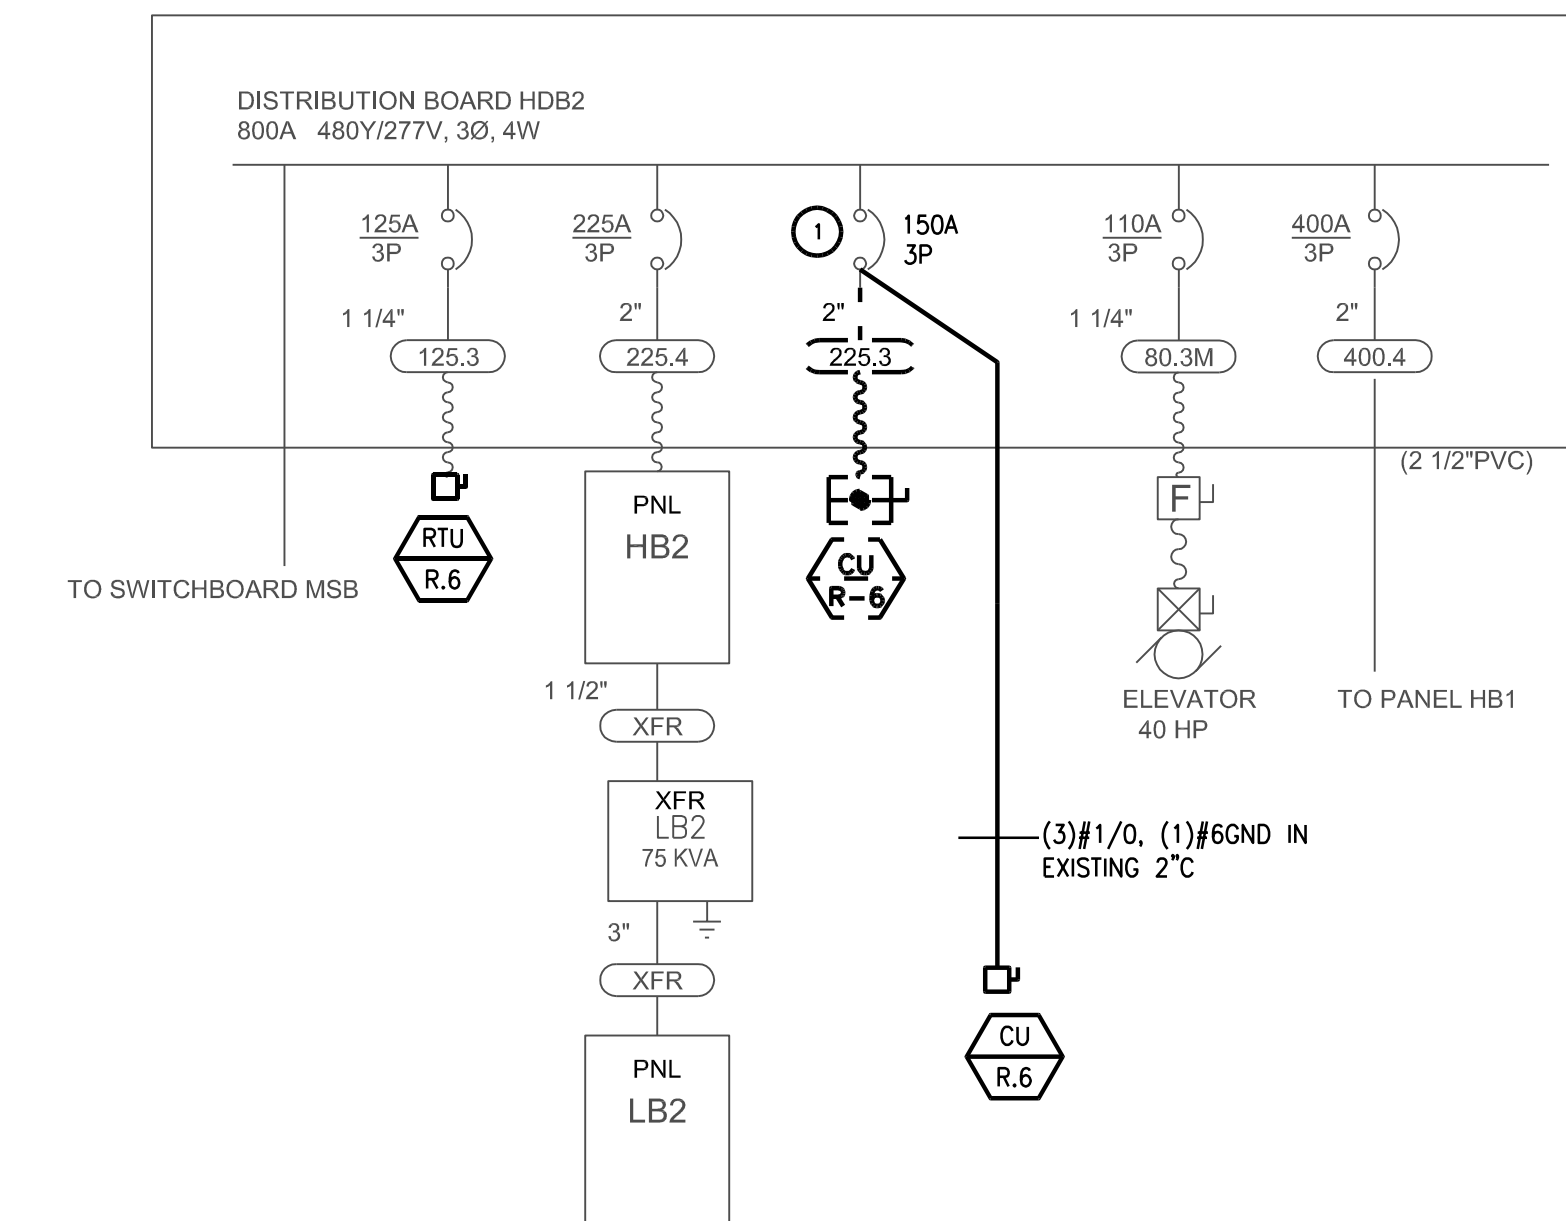 DISTRIBUTION BOARD HDB2
800A 480Y/277V, 3Ø, 4W
125A
3P
225A
3P
1
150A
3P
110A
3P
400A
3P
1 1/4"
2"
2"
1 1/4"
2"
125.3
225.4
225.3
80.3M
400.4
(2 1/2"PVC)
RTU
R.6
PNL
HB2
CU
R-6
F
TO SWITCHBOARD MSB
ELEVATOR
40 HP
TO PANEL HB1
1 1/2"
XFR
XFR
LB2
75 KVA
(3)#1/0, (1)#6GND IN
EXISTING 2"C
3"
XFR
CU
R.6
PNL
LB2